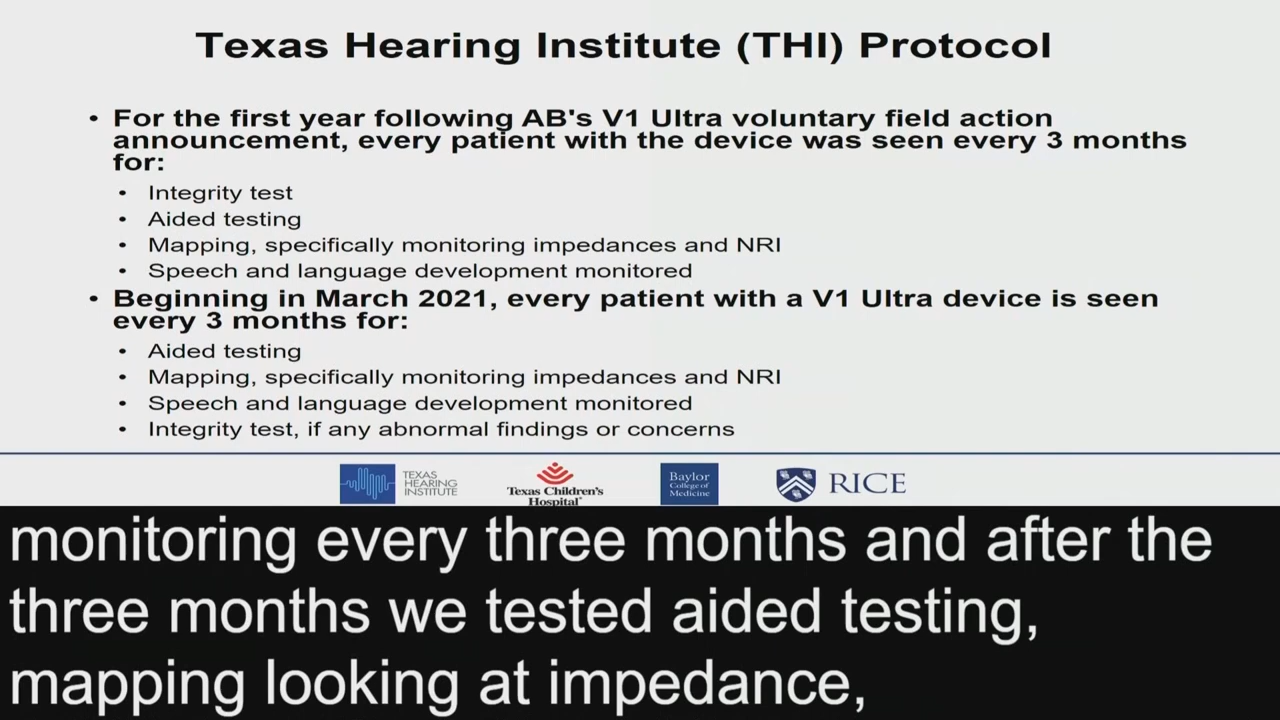 Texas Hearing Institute (THI) Protocol
• For the first year following AB's V1 Ultra voluntary field action
announcement, every patient with the device was seen every 3 months
for:
• Integrity test
• Aided testing
• Mapping, specifically monitoring impedances and NRI
• Speech and language development monitored
• Beginning in March 2021, every patient with a V1 Ultra device is seen
every 3 months for:
• Aided testing
• Mapping, specifically monitoring impedances and NRI
• Speech and language development monitored
• Integrity test, if any abnormal findings or concerns
TEXAS
HEARING
INSTITUTE
Texas Children's
Hospital
Baylor
College of
Medicine
RICE
monitoring every three months and after the
three months we tested aided testing,
mapping looking at impedance,